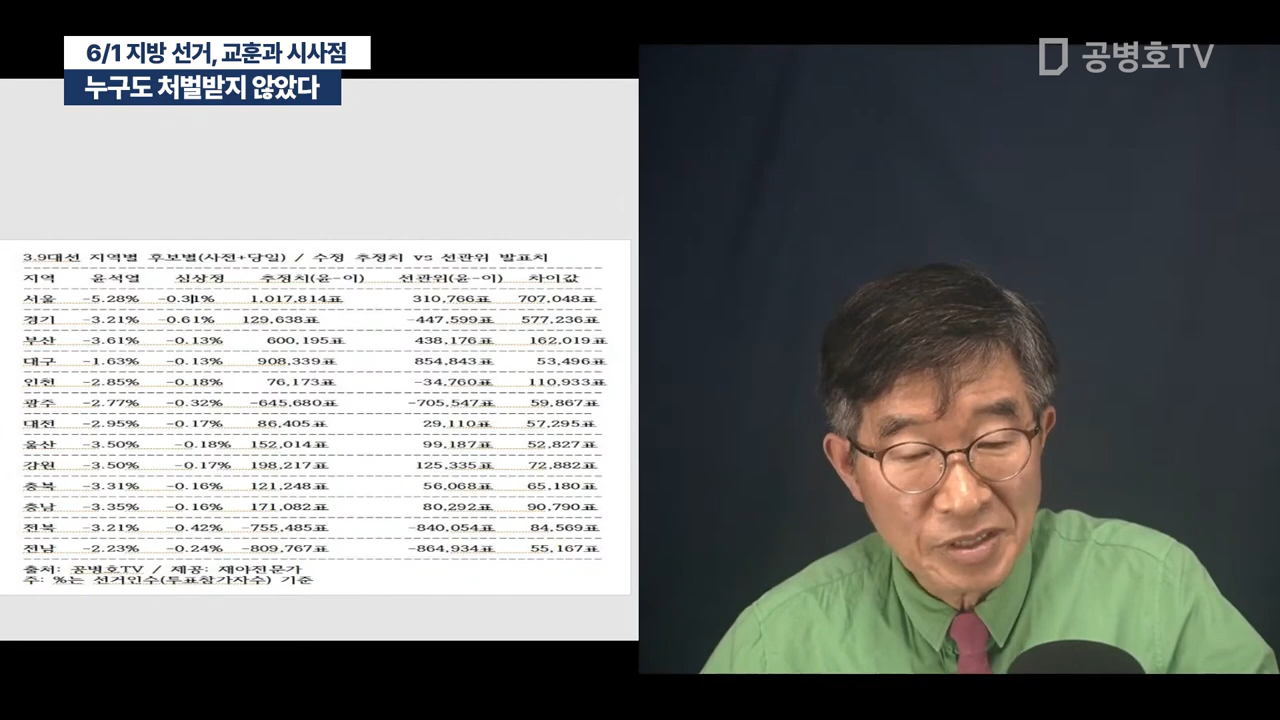 6/1 지방 선거, 교훈과 시사점
누구도 처벌받지 않았다
공병호TV
3.9대선 지역별 후보별(사전+당일) / 수정 추정치 vs 선관위 발표치
지역 윤석열 심상정 추정치(윤-이) 선관위(윤-이) 차이값
서울 -5.28% -0.31% 1,017,814표 310,766표 707,048표
경기 -3.21% -0.61% 129,638표 -447,599표 577,236표
부산 -3.61% -0.13% 600,195표 438,176표 162,019표
대구 -1.63% -0.13% 908,339표 854,843표 53,496표
인천 -2.85% -0.18% 76,173표 -34,760표 110,933표
광주 -2.77% -0.32% -645,680표 -705,547표 59,867표
대전 -2.95% -0.17% 86,405표 29,110표 57,295표
울산 -3.50% -0.18% 152,014표 99,187표 52,827표
강원 -3.50% -0.17% 198,217표 125,335표 72,882표
충북 -3.31% -0.16% 121,248표 56,068표 65,180표
충남 -3.35% -0.16% 171,082표 80,292표 90,790표
전북 -3.21% -0.42% -755,485표 -840,054표 84,569표
전남 -2.23% -0.24% -809,767표 -864,934표 55,167표
출처: 공병호TV / 제공: 재야전문가
주: %는 선거인수(투표참가자수) 기준